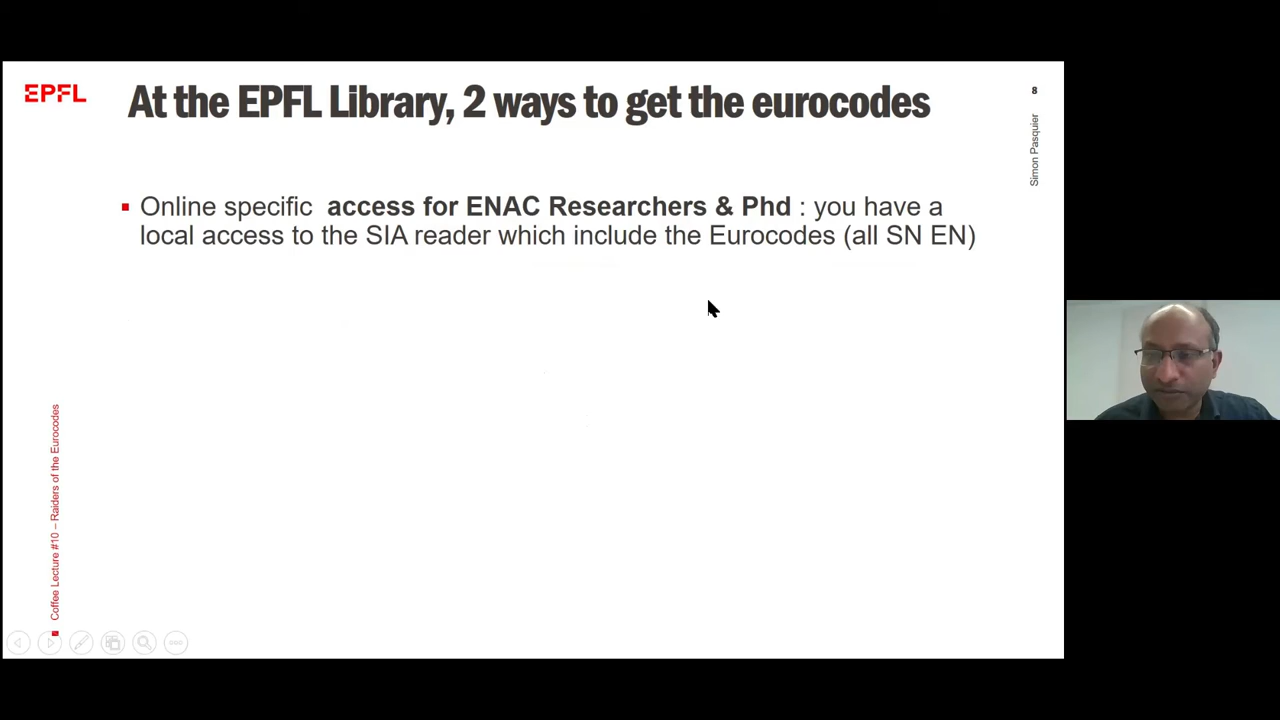 EPFL
At the EPFL Library, 2 ways to get the eurocodes
8
Simon Pasquier
▪ Online specific access for ENAC Researchers & Phd : you have a
local access to the SIA reader which include the Eurocodes (all SN EN)
Coffee Lecture #10 – Raiders of the Eurocodes